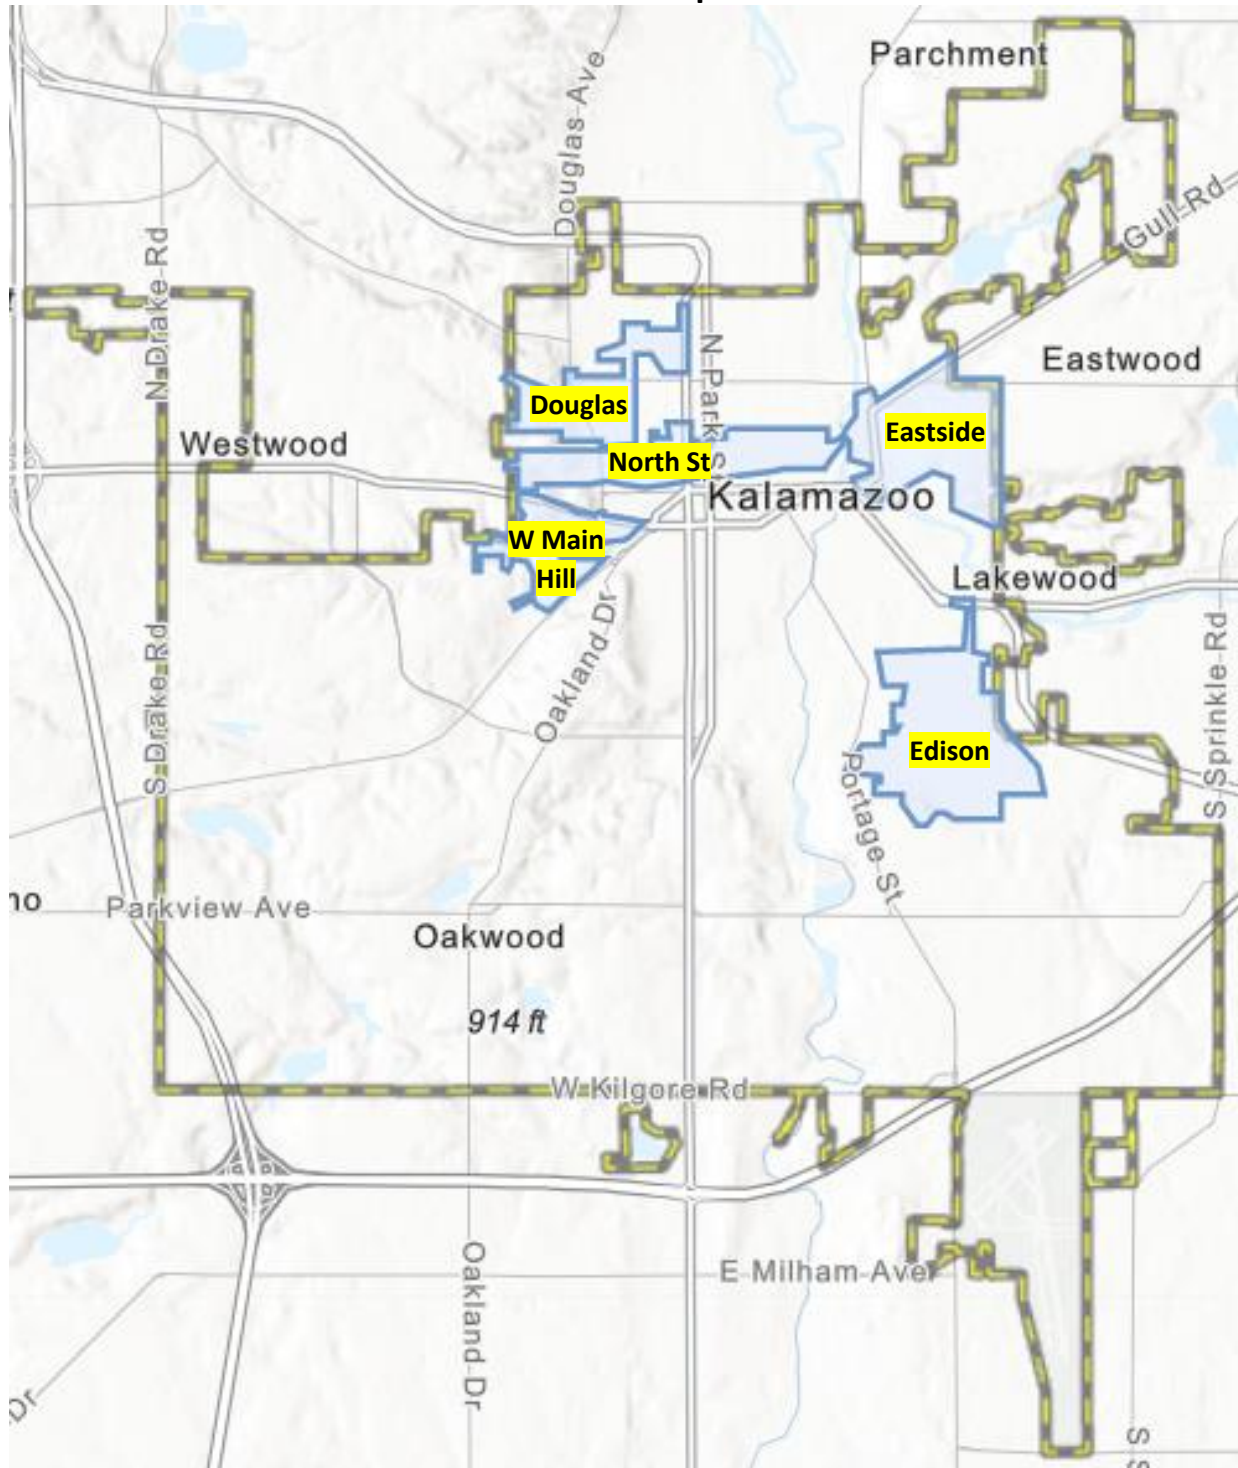 Parchment
Douglas-Ave
Gull-Rd
N-Drake-Rd
Eastwood
N-Park-S
Douglas
Westwood
Eastside
North St
Kalamazoo
W Main
Hill
Lakewood
Oakland-Dr
S-Drake-Rd
S-Sprinkle-Rd
Edison
Portage-St
Parkview Ave
Oakwood
914 ft
W Kilgore Rd
Oakland-Dr
E Milham-Ave
Dr